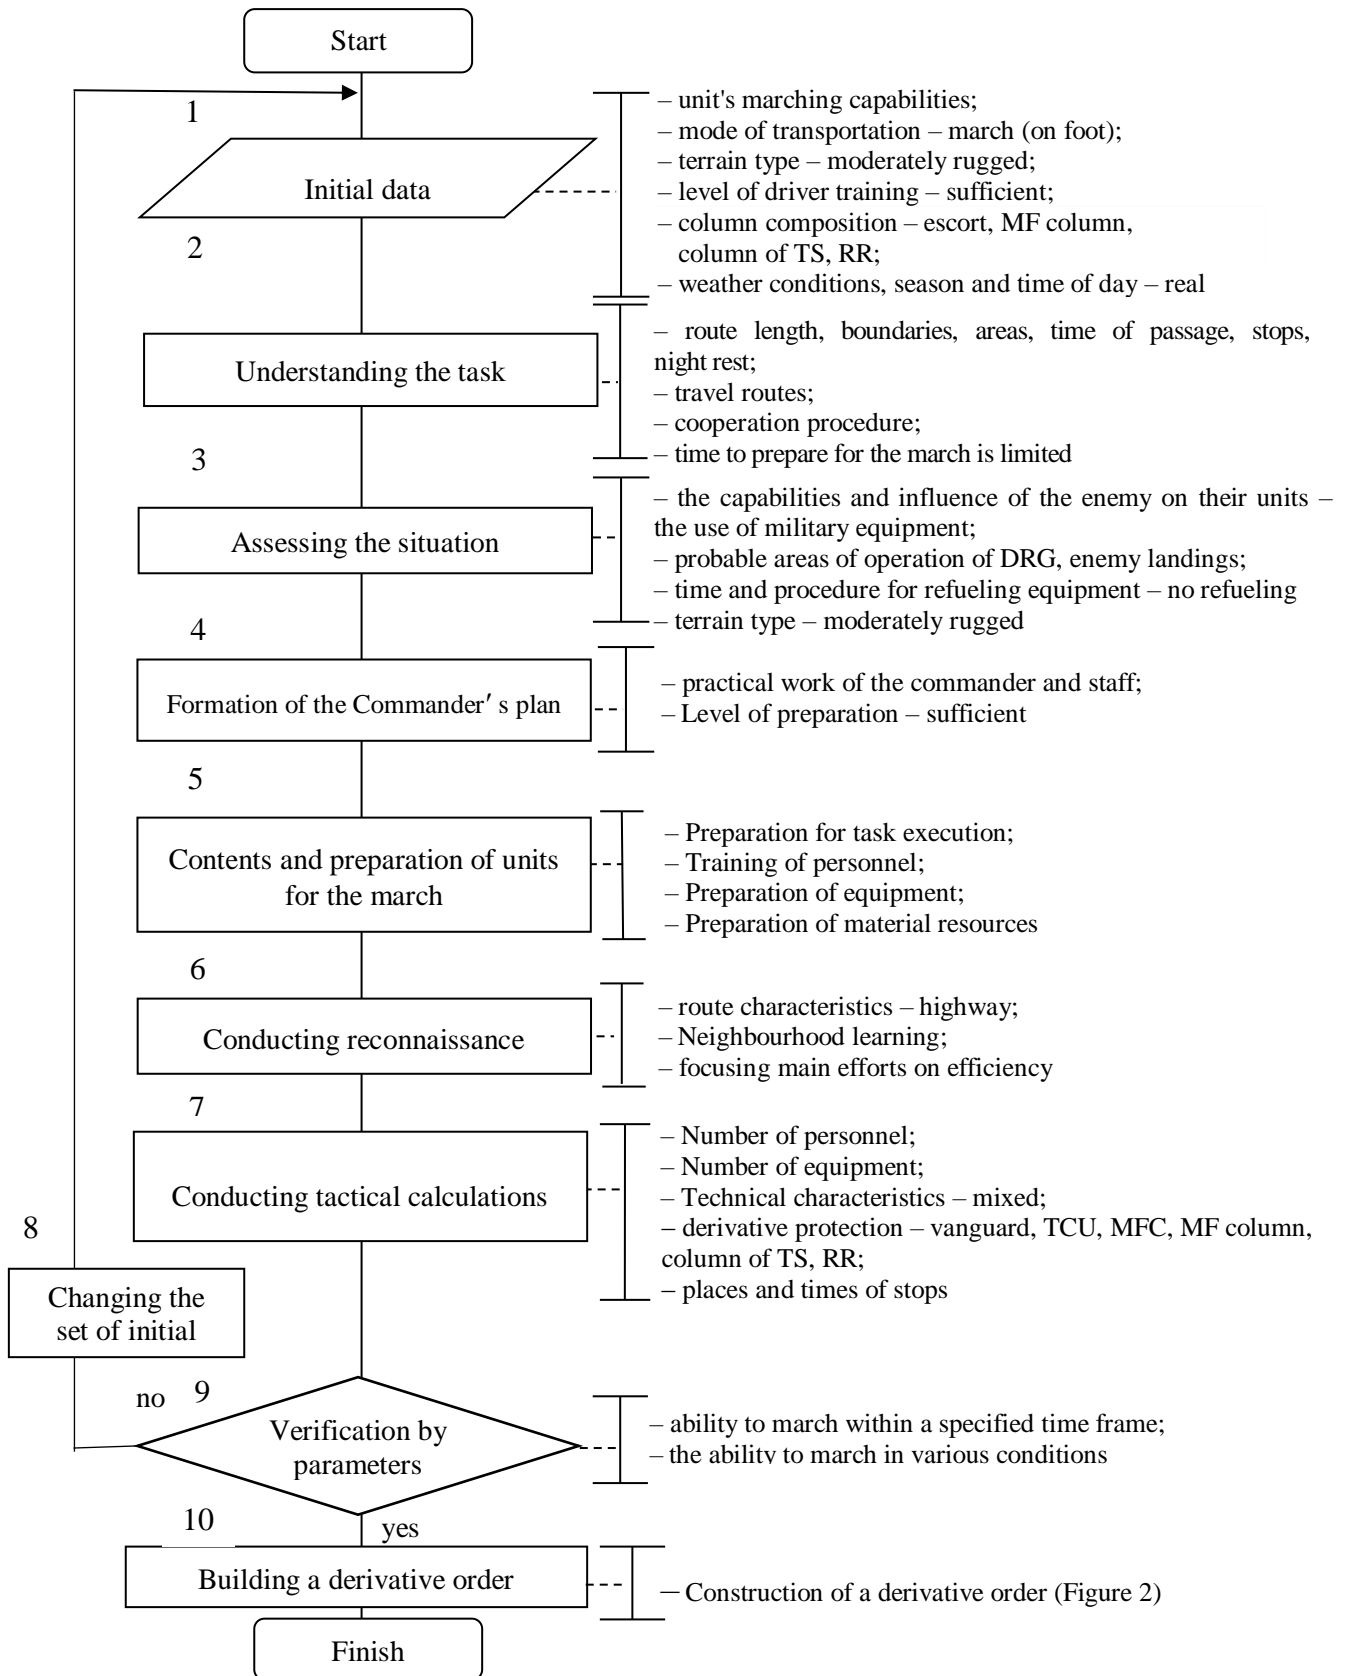 Start
1
Initial data
– unit's marching capabilities;
– mode of transportation – march (on foot);
– terrain type – moderately rugged;
– level of driver training – sufficient;
– column composition – escort, MF column,
column of TS, RR;
– weather conditions, season and time of day – real
2
Understanding the task
– route length, boundaries, areas, time of passage, stops,
night rest;
– travel routes;
– cooperation procedure;
– time to prepare for the march is limited
3
Assessing the situation
– the capabilities and influence of the enemy on their units –
the use of military equipment;
– probable areas of operation of DRG, enemy landings;
– time and procedure for refueling equipment – no refueling
– terrain type – moderately rugged
4
Formation of the Commander′ s plan
– practical work of the commander and staff;
– Level of preparation – sufficient
5
Contents and preparation of units
for the march
– Preparation for task execution;
– Training of personnel;
– Preparation of equipment;
– Preparation of material resources
6
Conducting reconnaissance
– route characteristics – highway;
– Neighbourhood learning;
– focusing main efforts on efficiency
7
Conducting tactical calculations
– Number of personnel;
– Number of equipment;
– Technical characteristics – mixed;
– derivative protection – vanguard, TCU, MFC, MF column,
column of TS, RR;
– places and times of stops
8
Changing the
set of initial
no
9
Verification by
parameters
– ability to march within a specified time frame;
– the ability to march in various conditions
10
yes
Building a derivative order
– Construction of a derivative order (Figure 2)
Finish